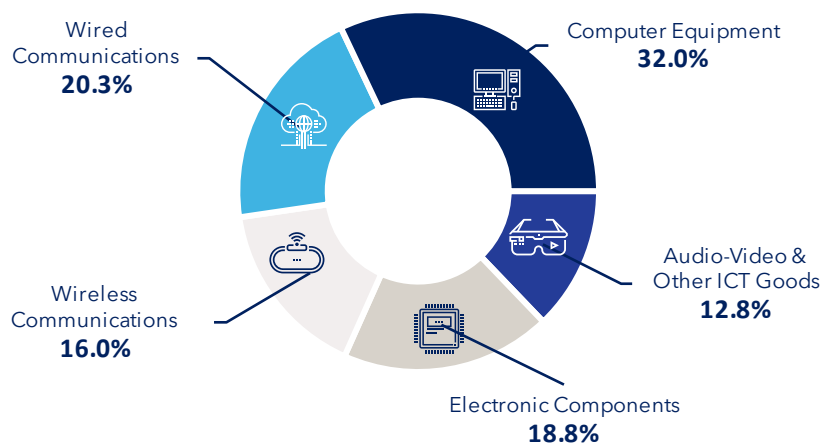 Wired
Communications
20.3%
Computer Equipment
32.0%
Audio-Video &
Other ICT Goods
12.8%
Wireless
Communications
16.0%
Electronic Components
18.8%